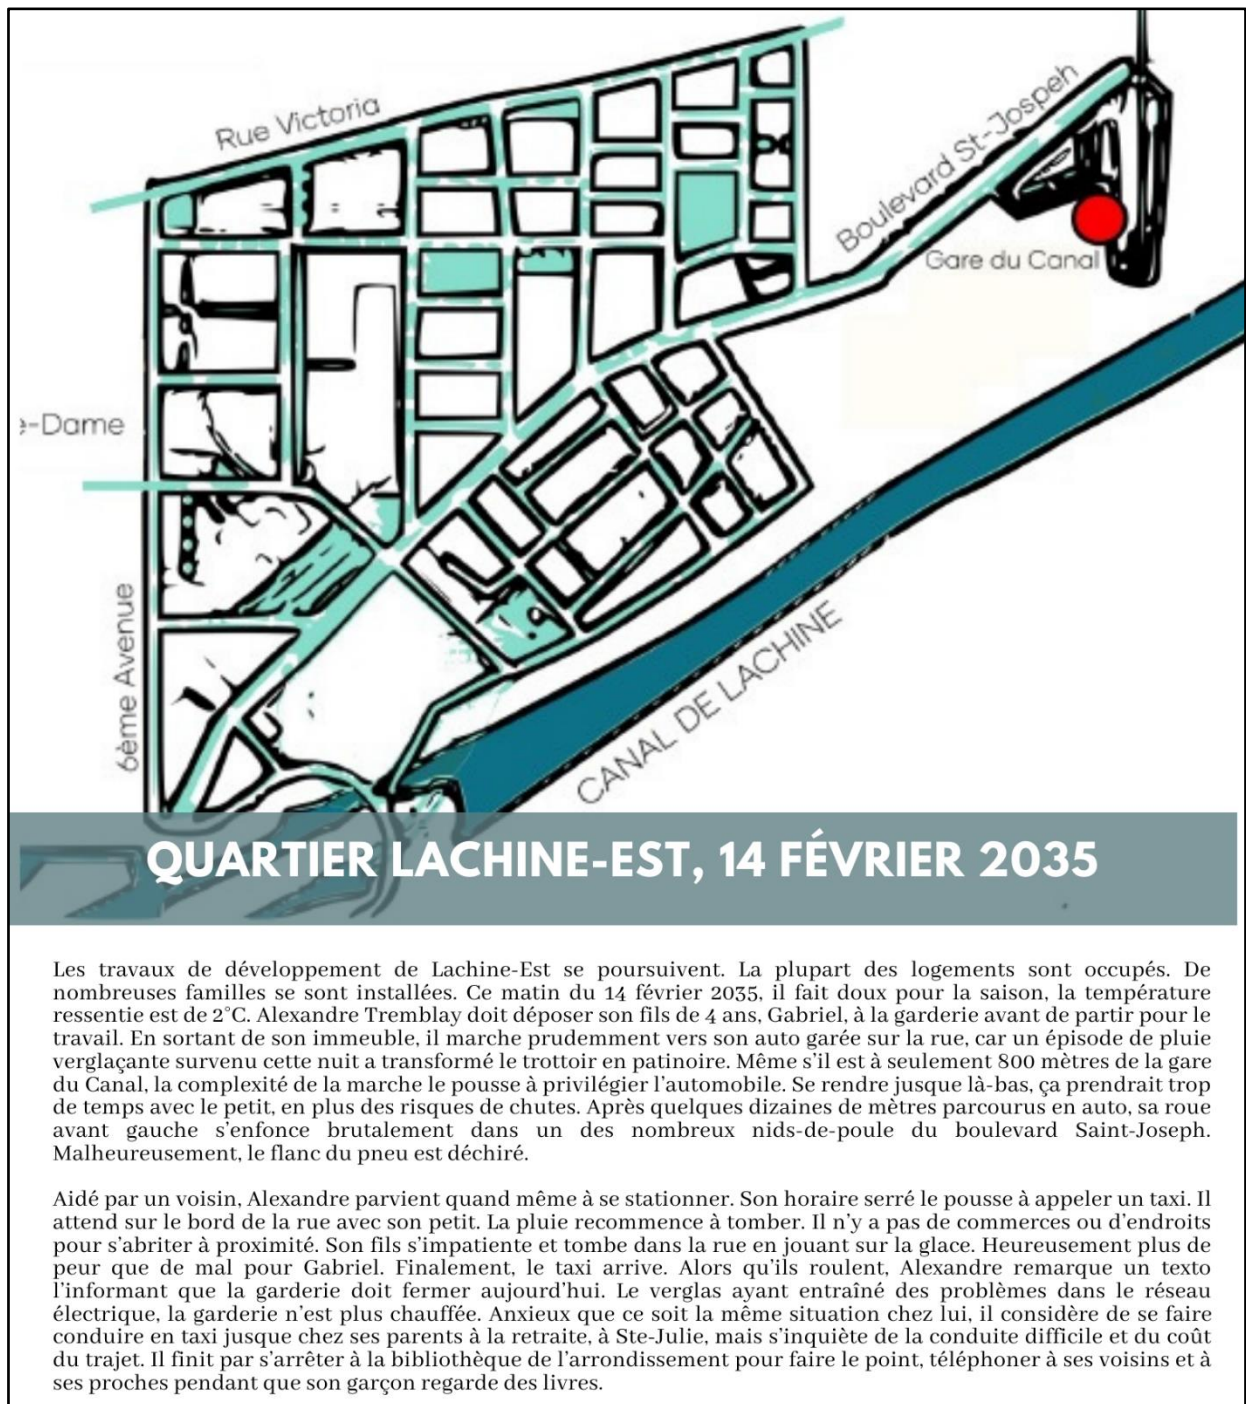 Rue Victoria
Boulevard St-Jospeh
Gare du Canal
e-Dame
6ème Avenue
CANAL DE LACHINE
QUARTIER LACHINE-EST, 14 FÉVRIER 2035
Les travaux de développement de Lachine-Est se poursuivent. La plupart des logements sont occupés. De
nombreuses familles se sont installées. Ce matin du 14 février 2035, il fait doux pour la saison, la température
ressentie est de 2°C. Alexandre Tremblay doit déposer son fils de 4 ans, Gabriel, à la garderie avant de partir pour le
travail. En sortant de son immeuble, il marche prudemment vers son auto garée sur la rue, car un épisode de pluie
verglaçante survenu cette nuit a transformé le trottoir en patinoire. Même s'il est à seulement 800 mètres de la gare
du Canal, la complexité de la marche le pousse à privilégier l'automobile. Se rendre jusque là-bas, ça prendrait trop
de temps avec le petit, en plus des risques de chutes. Après quelques dizaines de mètres parcourus en auto, sa roue
avant gauche s'enfonce brutalement dans un des nombreux nids-de-poule du boulevard Saint-Joseph.
Malheureusement, le flanc du pneu est déchiré.
Aidé par un voisin, Alexandre parvient quand même à se stationner. Son horaire serré le pousse à appeler un taxi. Il
attend sur le bord de la rue avec son petit. La pluie recommence à tomber. Il n'y a pas de commerces ou d'endroits
pour s'abriter à proximité. Son fils s'impatiente et tombe dans la rue en jouant sur la glace. Heureusement plus de
peur que de mal pour Gabriel. Finalement, le taxi arrive. Alors qu'ils roulent, Alexandre remarque un texto
l'informant que la garderie doit fermer aujourd'hui. Le verglas ayant entraîné des problèmes dans le réseau
électrique, la garderie n'est plus chauffée. Anxieux que ce soit la même situation chez lui, il considère de se faire
conduire en taxi jusque chez ses parents à la retraite, à Ste-Julie, mais s'inquiète de la conduite difficile et du coût
du trajet. Il finit par s'arrêter à la bibliothèque de l'arrondissement pour faire le point, téléphoner à ses voisins et à
ses proches pendant que son garçon regarde des livres.